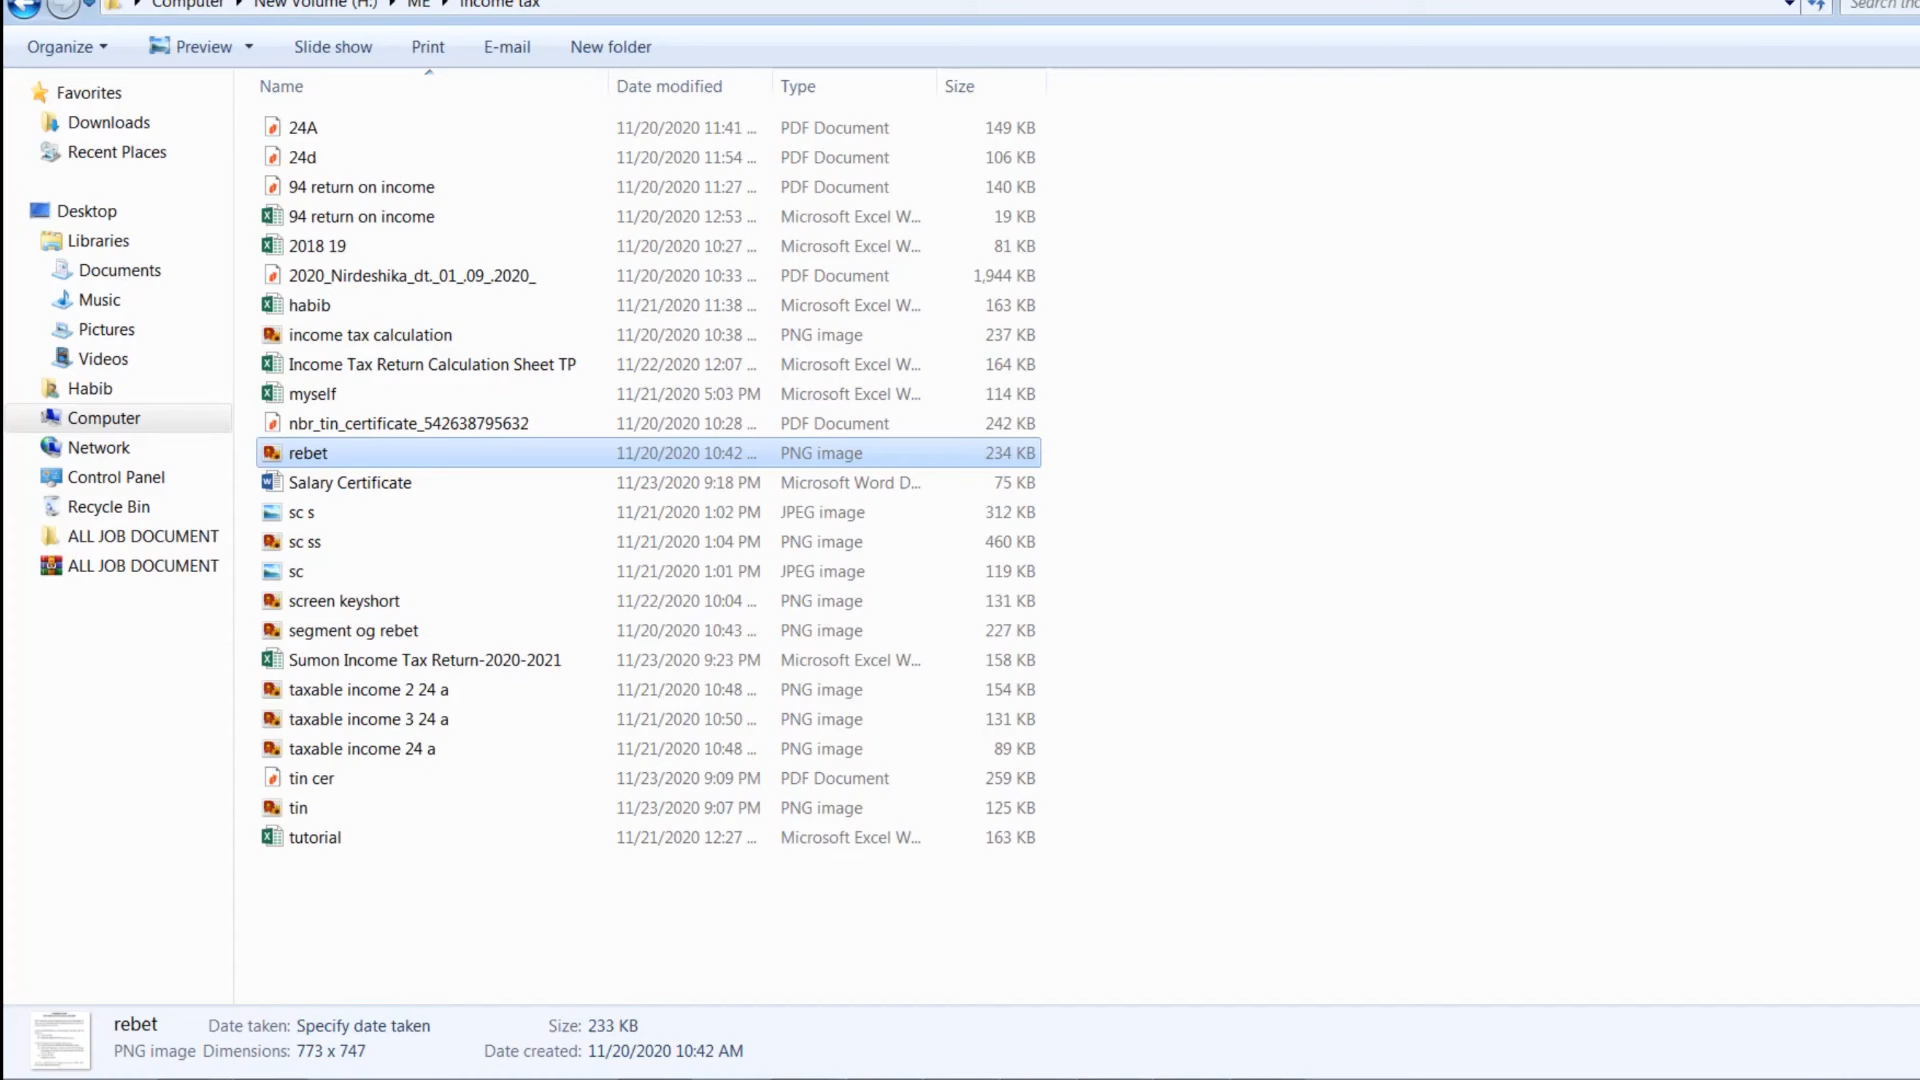 Computer New Volume (H:) ME income tax
Organize Preview Slide show Print E-mail New folder
Name Date modified Type Size
Favorites
Downloads
Recent Places
Desktop
Libraries
Documents
Music
Pictures
Videos
Habib
Computer
Network
Control Panel
Recycle Bin
ALL JOB DOCUMENT
ALL JOB DOCUMENT
24A 11/20/2020 11:41 ... PDF Document 149 KB
24d 11/20/2020 11:54 ... PDF Document 106 KB
94 return on income 11/20/2020 11:27 ... PDF Document 140 KB
94 return on income 11/20/2020 12:53 ... Microsoft Excel W... 19 KB
2018 19 11/20/2020 10:27 ... Microsoft Excel W... 81 KB
2020_Nirdeshika_dt._01_.09_.2020_ 11/20/2020 10:33 ... PDF Document 1,944 KB
habib 11/21/2020 11:38 ... Microsoft Excel W... 163 KB
income tax calculation 11/20/2020 10:38 ... PNG image 237 KB
Income Tax Return Calculation Sheet TP 11/22/2020 12:07 ... Microsoft Excel W... 164 KB
myself 11/21/2020 5:03 PM Microsoft Excel W... 114 KB
nbr_tin_certificate_542638795632 11/20/2020 10:28 ... PDF Document 242 KB
rebet 11/20/2020 10:42 ... PNG image 234 KB
Salary Certificate 11/23/2020 9:18 PM Microsoft Word D... 75 KB
sc s 11/21/2020 1:02 PM JPEG image 312 KB
sc ss 11/21/2020 1:04 PM PNG image 460 KB
sc 11/21/2020 1:01 PM JPEG image 119 KB
screen keyshort 11/22/2020 10:04 ... PNG image 131 KB
segment og rebet 11/20/2020 10:43 ... PNG image 227 KB
Sumon Income Tax Return-2020-2021 11/23/2020 9:23 PM Microsoft Excel W... 158 KB
taxable income 2 24 a 11/21/2020 10:48 ... PNG image 154 KB
taxable income 3 24 a 11/21/2020 10:50 ... PNG image 131 KB
taxable income 24 a 11/21/2020 10:48 ... PNG image 89 KB
tin cer 11/23/2020 9:09 PM PDF Document 259 KB
tin 11/23/2020 9:07 PM PNG image 125 KB
tutorial 11/21/2020 12:27 ... Microsoft Excel W... 163 KB
rebet Date taken: Specify date taken Size: 233 KB
PNG image Dimensions: 773 x 747 Date created: 11/20/2020 10:42 AM